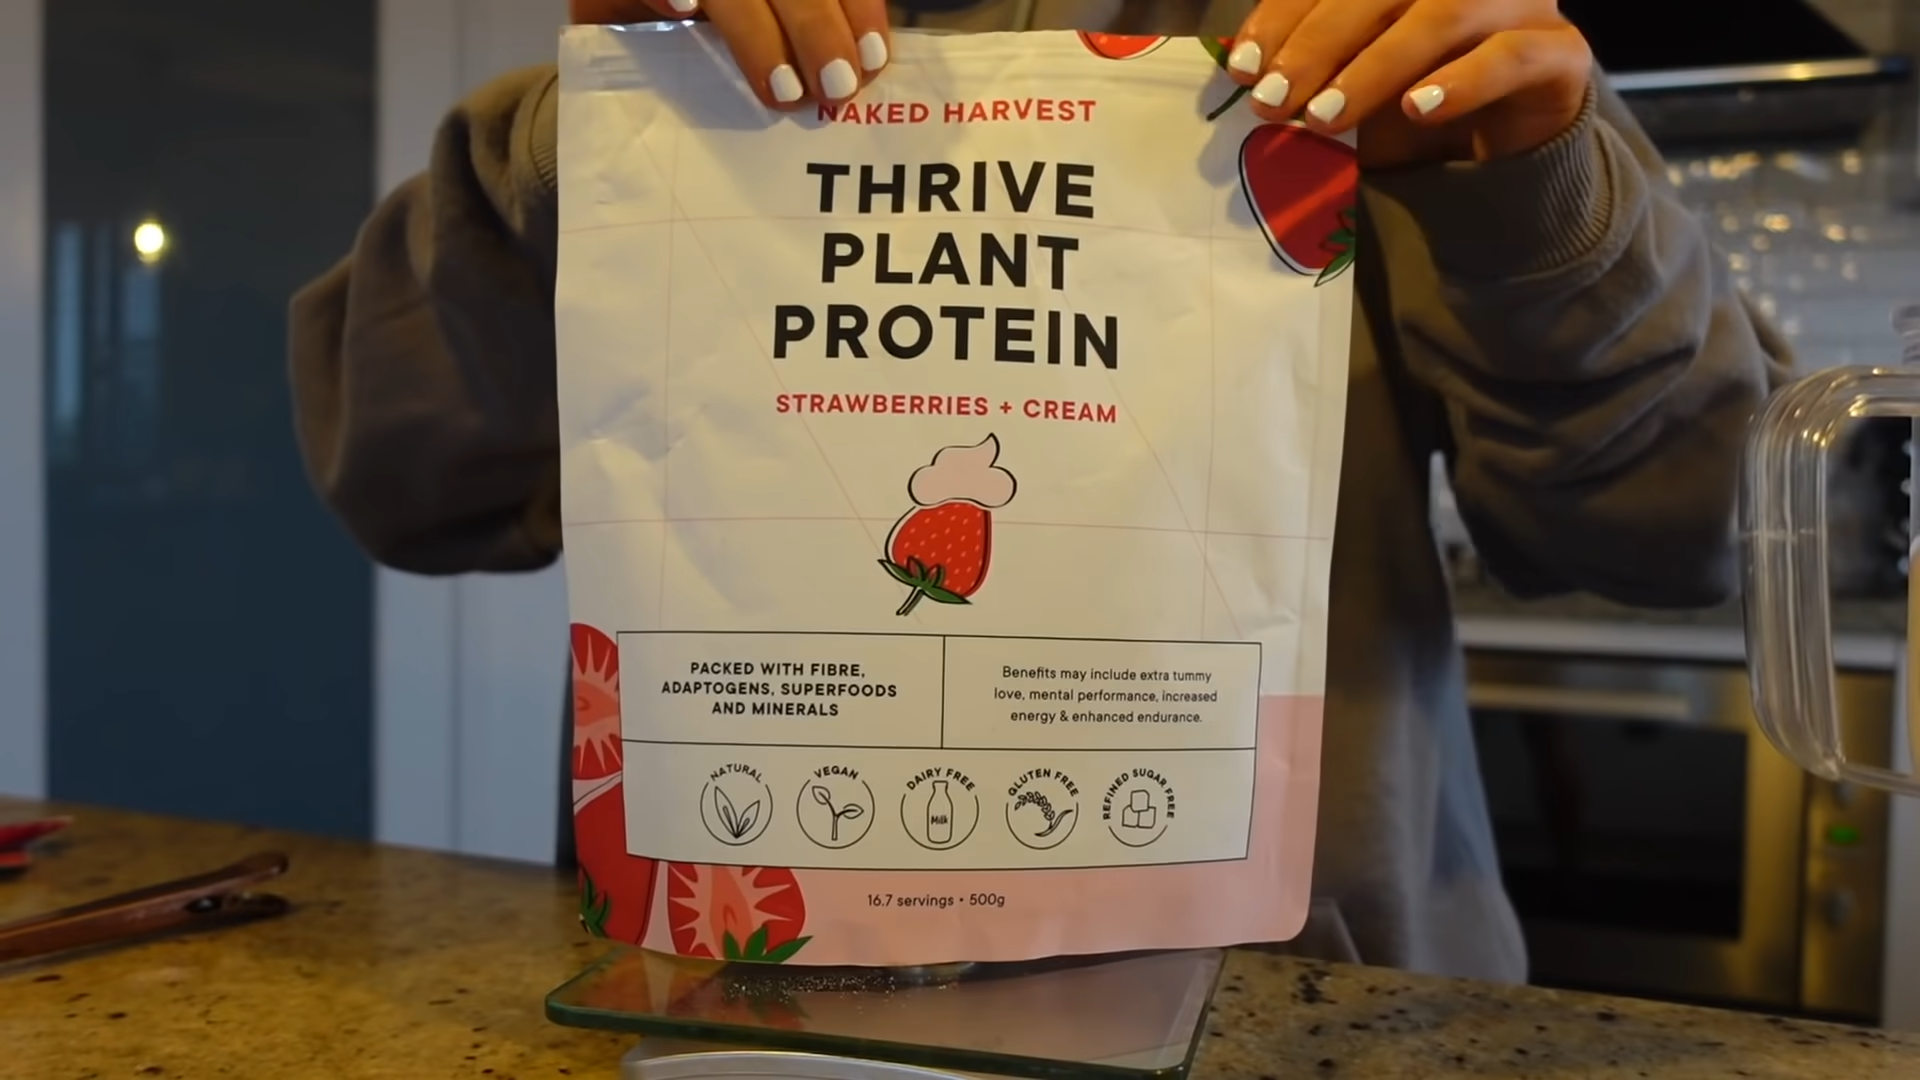 NAKED HARVEST
THRIVE
PLANT
PROTEIN
STRAWBERRIES + CREAM
PACKED WITH FIBRE,
ADAPTOGENS, SUPERFOODS
AND MINERALS
Benefits may include extra tummy
love, mental performance, increased
energy & enhanced endurance.
NATURAL
VEGAN
DAIRY FREE
Milk
GLUTEN FREE
REFINED SUGAR FREE
16.7 servings • 500g